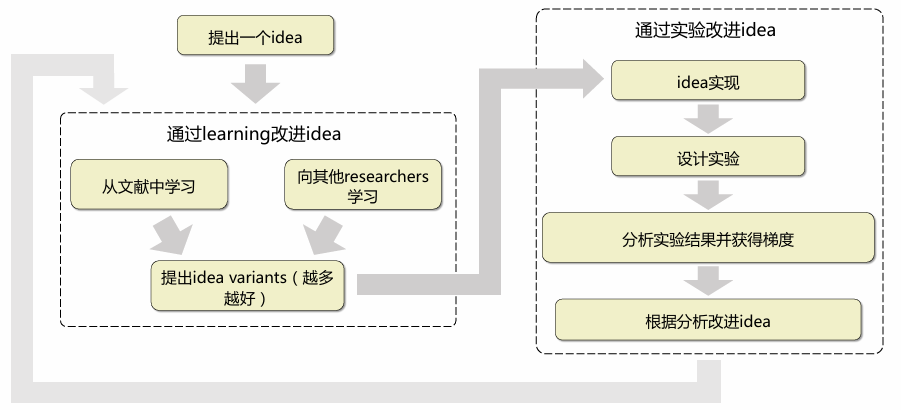 提出一个idea
通过learning改进idea
从文献中学习
向其他researchers
学习
提出idea variants（越多
越好）
通过实验改进idea
idea实现
设计实验
分析实验结果并获得梯度
根据分析改进idea